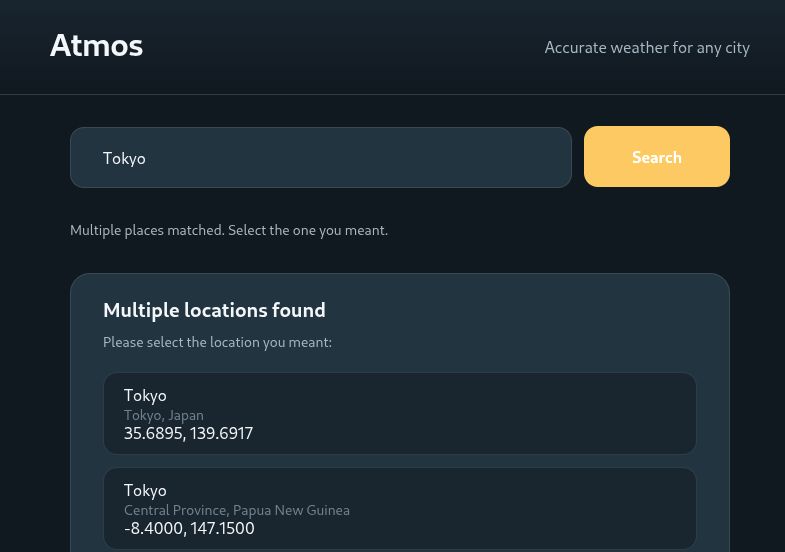 Atmos
Accurate weather for any city
Tokyo
Search
Multiple places matched. Select the one you meant.
Multiple locations found
Please select the location you meant:
Tokyo
Tokyo, Japan
35.6895, 139.6917
Tokyo
Central Province, Papua New Guinea
-8.4000, 147.1500